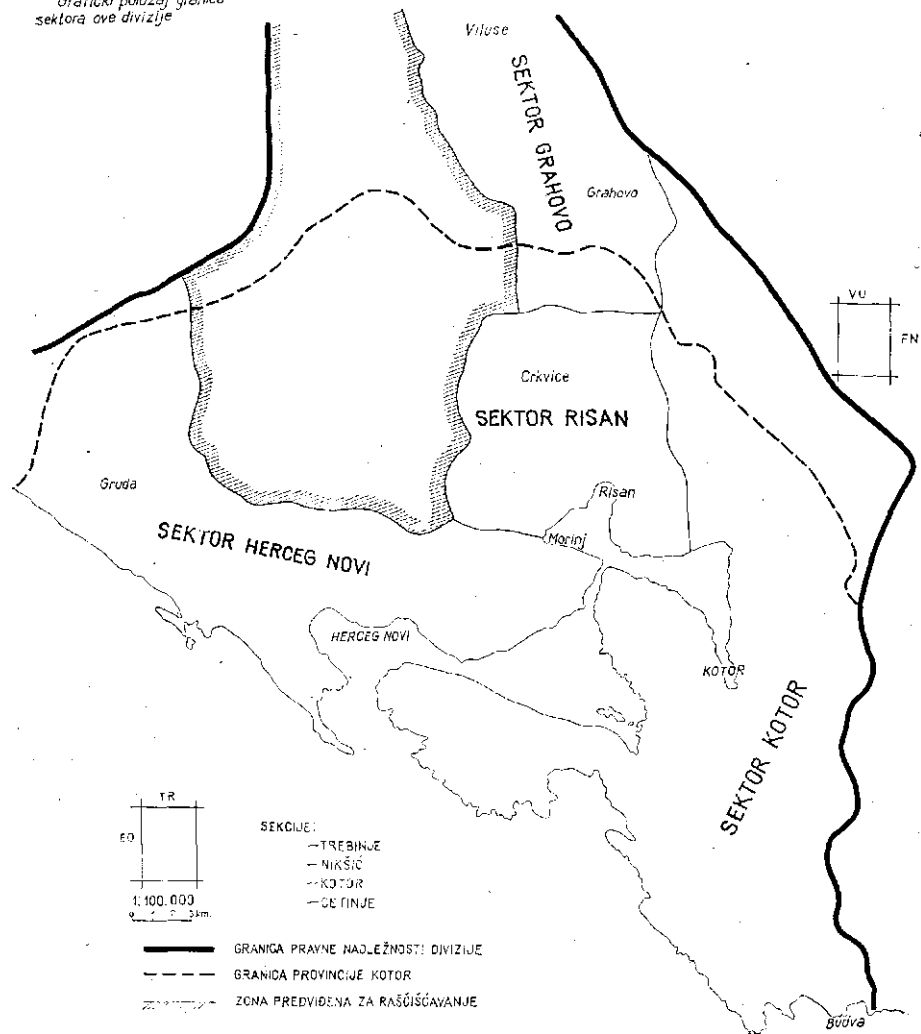 Grafički položaj granica
sektora ove divizije
Viluse
SEKTOR GRAHOVO
Grahovo
VU
FN
Crkvice
SEKTOR RISAN
Gruda
Risan
Morinj
SEKTOR HERCEG NOVI
HERCEG NOVI
KOTOR
SEKTOR KOTOR
TR
EO
1:100.000
SEKCIJE:
—TREBINJE
—NIKŠIĆ
—KOTOR
—CETINJE
GRANICA PRAVNE NADLEŽNOSTI DIVIZIJE
GRANICA PROVINCIJE KOTOR
ZONA PREDVIĐENA ZA RAŠČIŠĆAVANJE
Budva